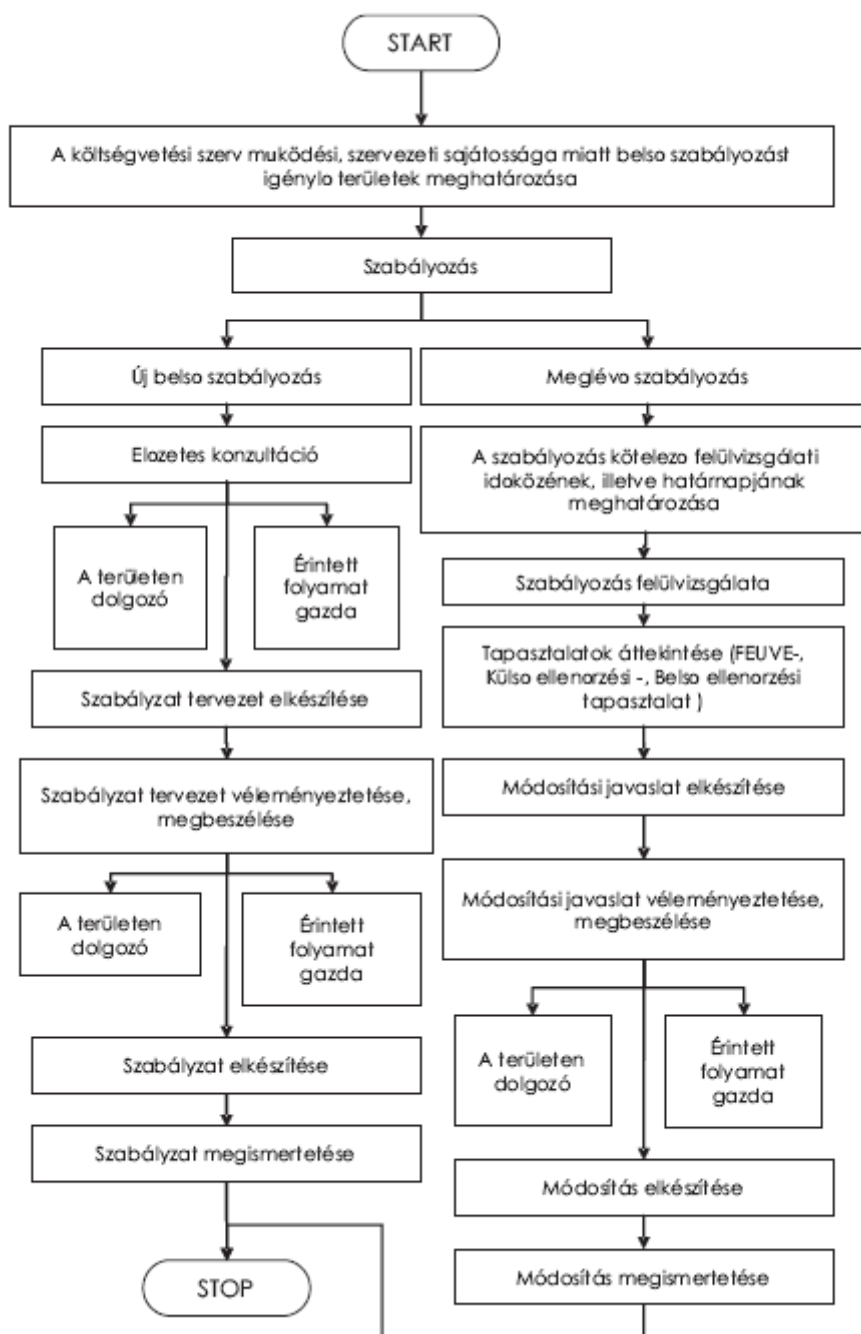 START
A költségvetési szerv muködési, szervezeti sajátossága miatt belso szabályozást
igénylo területek meghatározása
Szabályozás
Új belso szabályozás
Elozetes konzultáció
A területen
dolgozó
Érintett
folyamat
gazda
Szabályzat tervezet elkészítése
Szabályzat tervezet véleményeztetése,
megbeszélése
A területen
dolgozó
Érintett
folyamat
gazda
Szabályzat elkészítése
Szabályzat megismertetése
STOP
Meglévo szabályozás
A szabályozás kötelezo felülvizsgálati
idoközének, illetve határnapjának
meghatározása
Szabályozás felülvizsgálata
Tapasztalatok áttekintése (FEUVE-,
Külso ellenorzési -, Belso ellenorzési
tapasztalat )
Módosítási javaslat elkészítése
Módosítási javaslat véleményeztetése,
megbeszélése
A területen
dolgozó
Érintett
folyamat
gazda
Módosítás elkészítése
Módosítás megismertetése